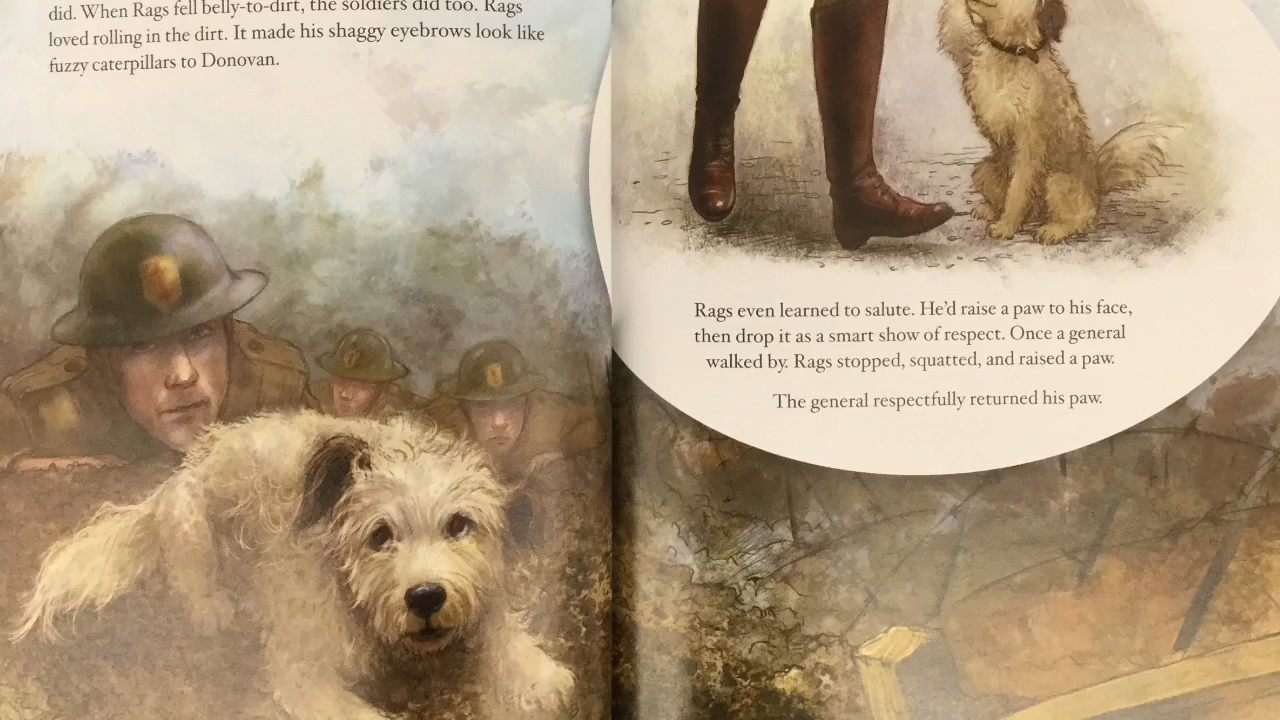 did. When Rags fell belly-to-dirt, the soldiers did too. Rags
loved rolling in the dirt. It made his shaggy eyebrows look like
fuzzy caterpillars to Donovan.
Rags even learned to salute. He’d raise a paw to his face,
then drop it as a smart show of respect. Once a general
walked by. Rags stopped, squatted, and raised a paw.
The general respectfully returned his paw.